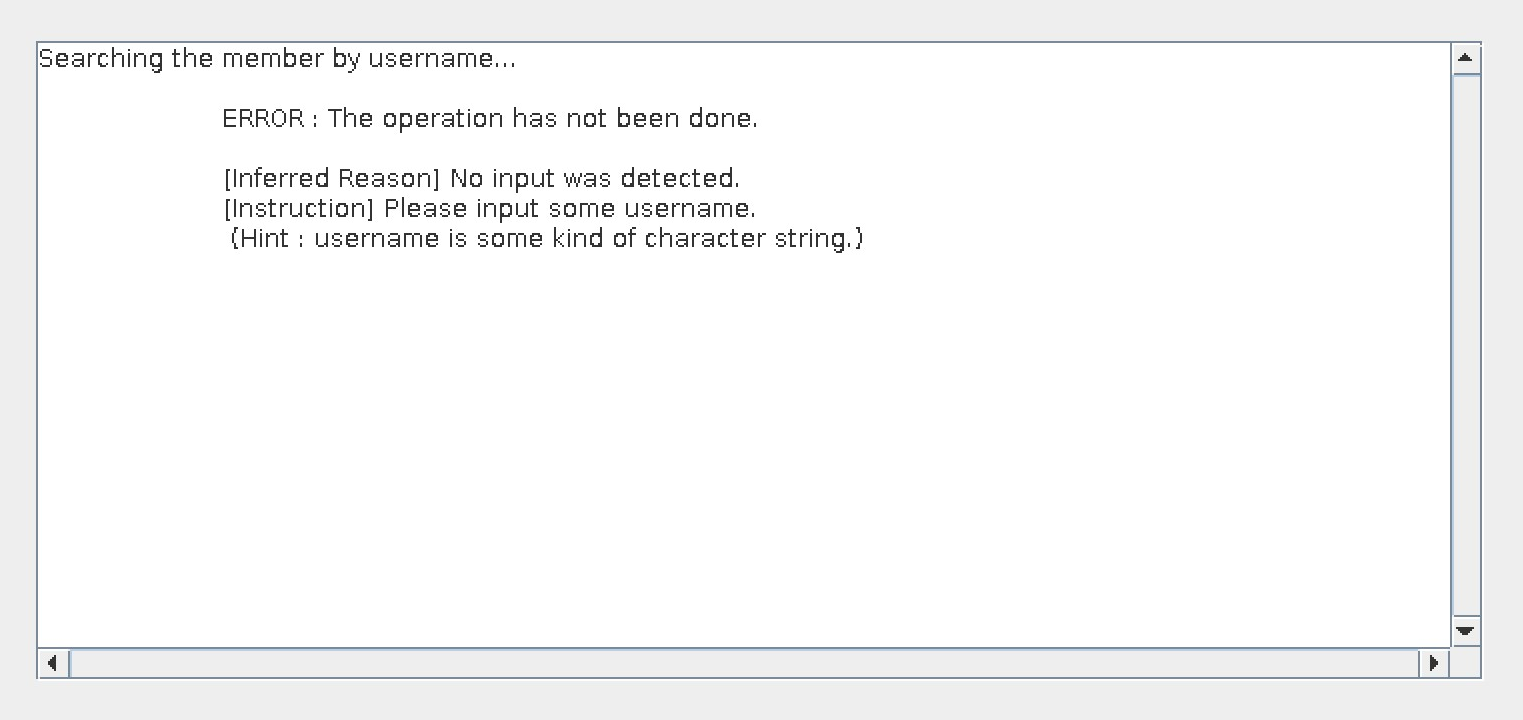 Searching the member by username...
ERROR : The operation has not been done.
[Inferred Reason] No input was detected.
[Instruction] Please input some username.
(Hint : username is some kind of character string.)